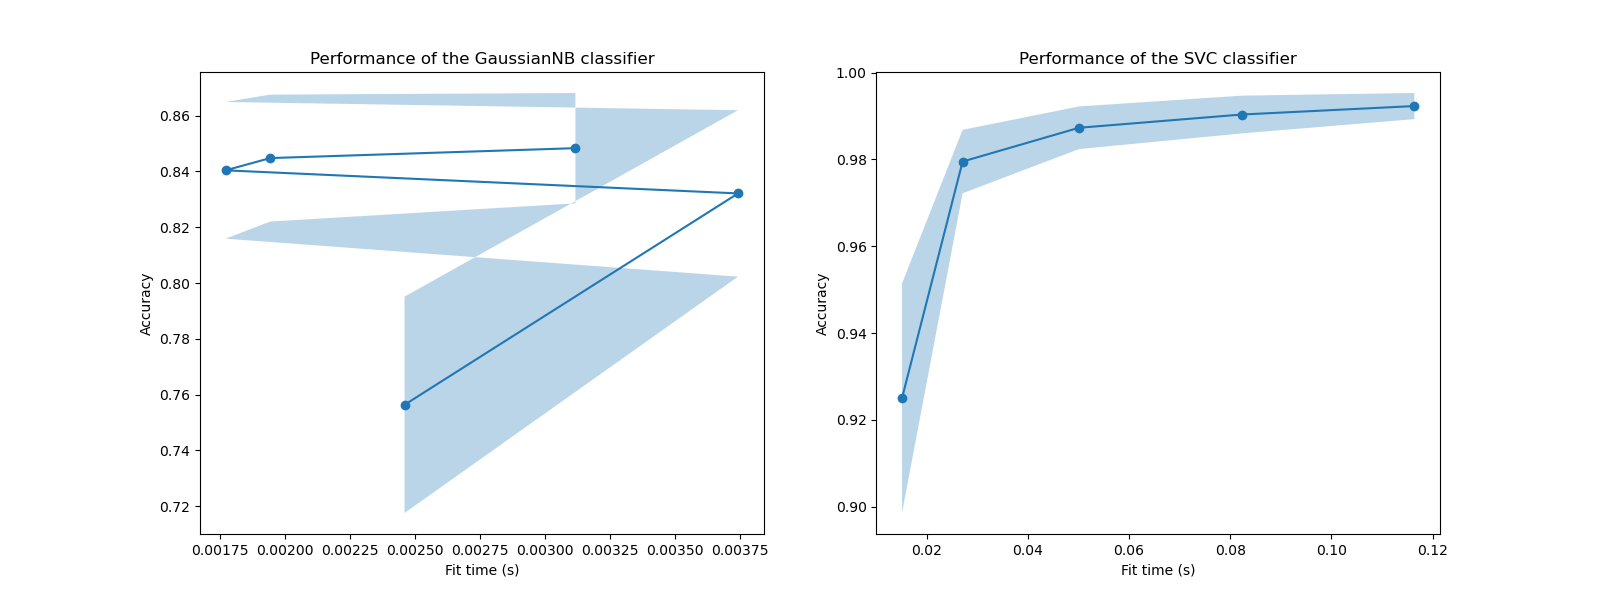 Performance of the GaussianNB classifier
Accuracy
0.86
0.84
0.82
0.80
0.78
0.76
0.74
0.72
0.00175 0.00200 0.00225 0.00250 0.00275 0.00300 0.00325 0.00350 0.00375
Fit time (s)
Performance of the SVC classifier
Accuracy
1.00
0.98
0.96
0.94
0.92
0.90
0.02 0.04 0.06 0.08 0.10 0.12
Fit time (s)